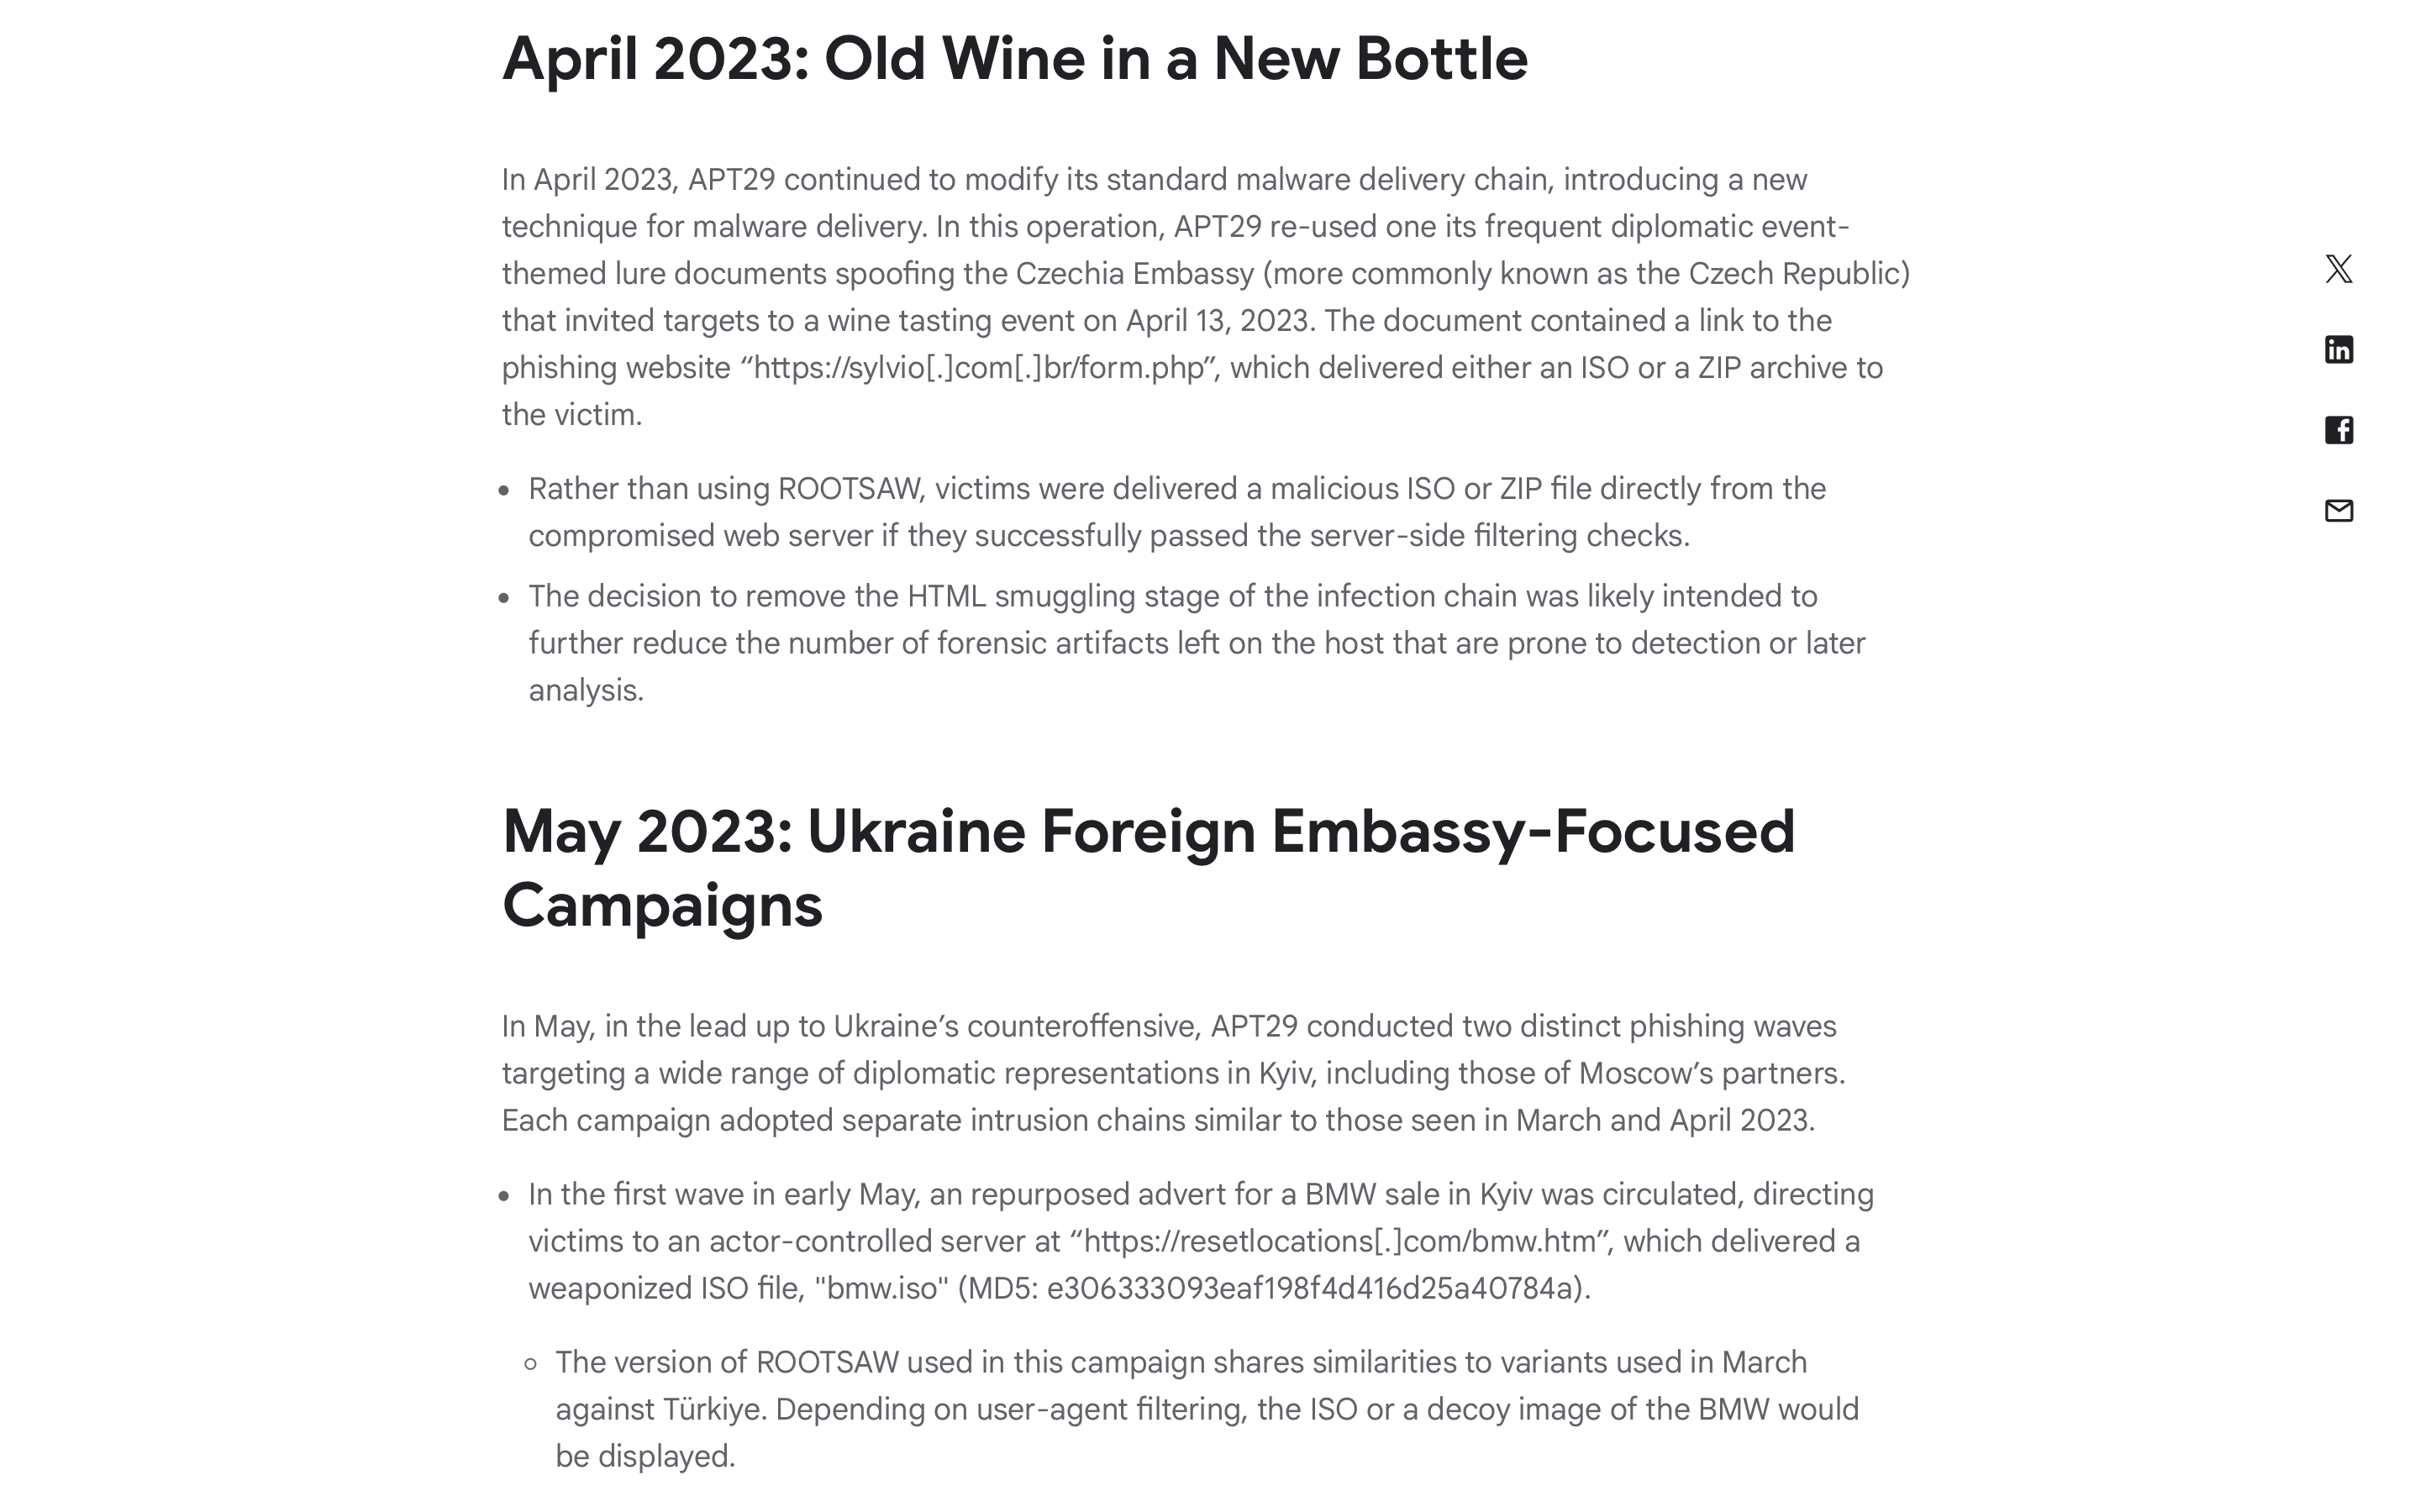 April 2023: Old Wine in a New Bottle
In April 2023, APT29 continued to modify its standard malware delivery chain, introducing a new
technique for malware delivery. In this operation, APT29 re-used one its frequent diplomatic event-
themed lure documents spoofing the Czechia Embassy (more commonly known as the Czech Republic)
that invited targets to a wine tasting event on April 13, 2023. The document contained a link to the
phishing website “https://sylvio[.]com[.]br/form.php”, which delivered either an ISO or a ZIP archive to
the victim.
• Rather than using ROOTSAW, victims were delivered a malicious ISO or ZIP file directly from the
compromised web server if they successfully passed the server-side filtering checks.
• The decision to remove the HTML smuggling stage of the infection chain was likely intended to
further reduce the number of forensic artifacts left on the host that are prone to detection or later
analysis.
May 2023: Ukraine Foreign Embassy-Focused
Campaigns
In May, in the lead up to Ukraine’s counteroffensive, APT29 conducted two distinct phishing waves
targeting a wide range of diplomatic representations in Kyiv, including those of Moscow’s partners.
Each campaign adopted separate intrusion chains similar to those seen in March and April 2023.
• In the first wave in early May, an repurposed advert for a BMW sale in Kyiv was circulated, directing
victims to an actor-controlled server at “https://resetlocations[.]com/bmw.htm”, which delivered a
weaponized ISO file, "bmw.iso" (MD5: e306333093eaf198f4d416d25a40784a).
○ The version of ROOTSAW used in this campaign shares similarities to variants used in March
against Türkiye. Depending on user-agent filtering, the ISO or a decoy image of the BMW would
be displayed.